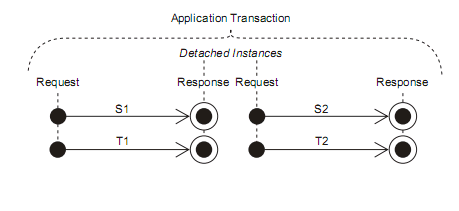 Application Transaction
Detached Instances
Request Response Request Response
S1 S2
T1 T2